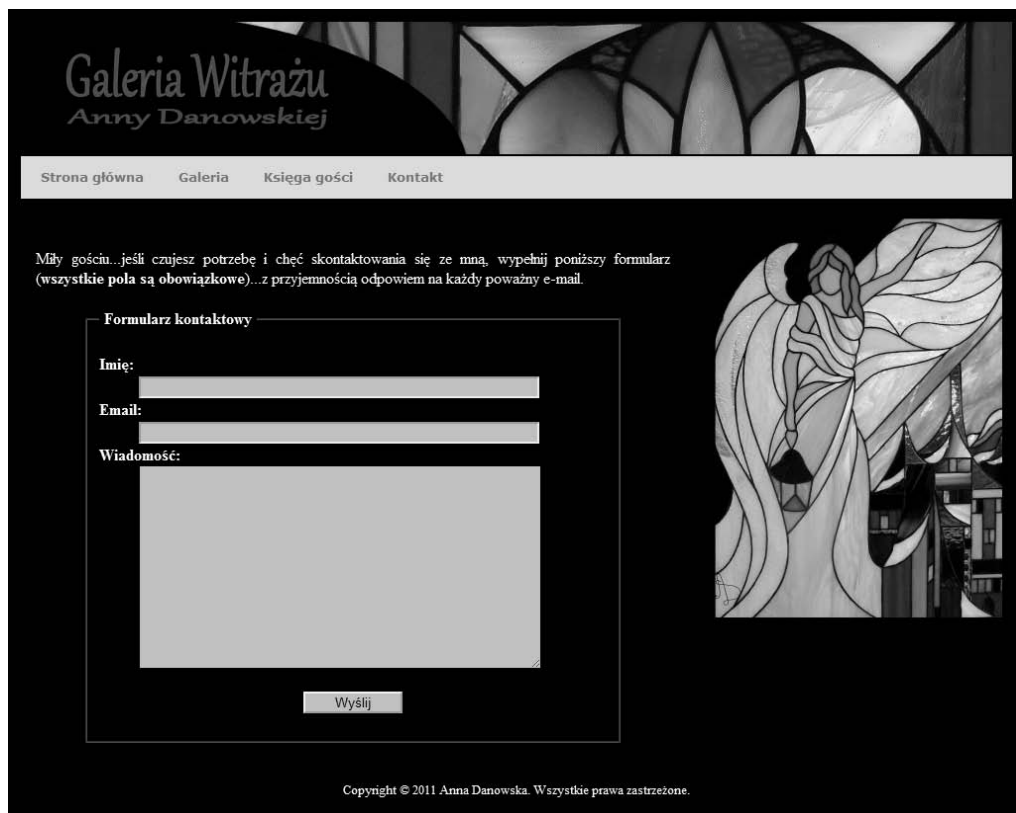 Galeria Witrażu
Anny Danowskiej
Strona główna Galeria Księga gości Kontakt
Miły gościu...jeśli czujesz potrzebę i chęć skontaktowania się ze mną, wypełnij poniższy formularz
(wszystkie pola są obowiązkowe)...z przyjemnością odpowiem na każdy poważny e-mail.
Formularz kontaktowy
Imię:
Email:
Wiadomość:
Wyślij
Copyright © 2011 Anna Danowska. Wszystkie prawa zastrzeżone.